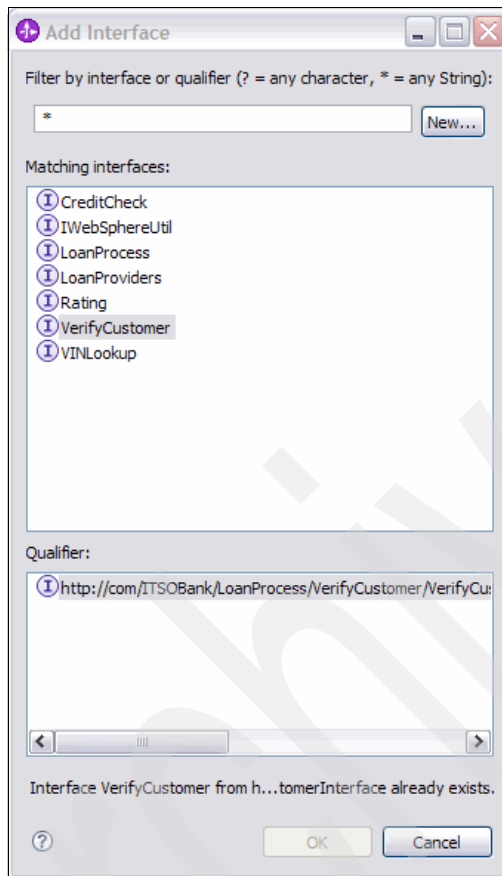 Add Interface
Filter by interface or qualifier (? = any character, * = any String):
*
New...
Matching interfaces:
CreditCheck
IWebSphereUtil
LoanProcess
LoanProviders
Rating
VerifyCustomer
VINLookup
Qualifier:
http://com/ITSOBank/LoanProcess/VerifyCustomer/VerifyCu
Interface VerifyCustomer from h...tomerInterface already exists.
OK
Cancel